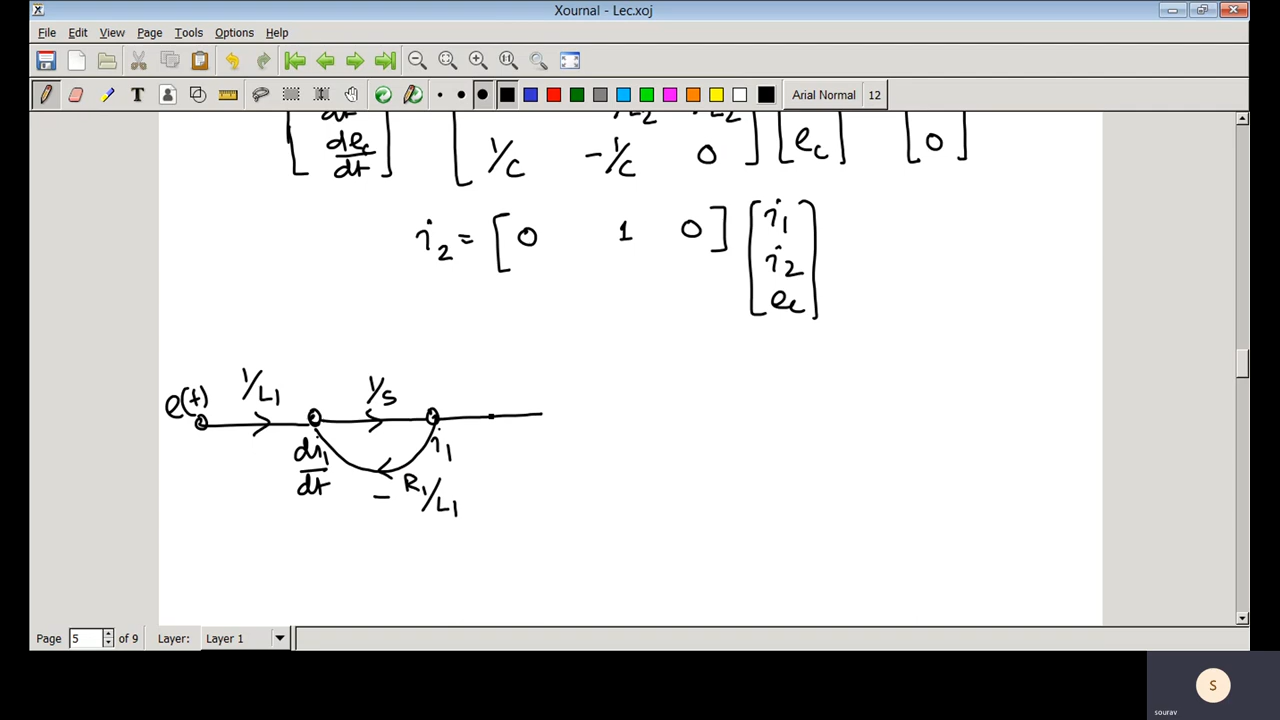 Xournal - Lec.xoj
File Edit View Page Tools Options Help
Arial Normal 12
de_c/dt 1/C -1/C 0 e_c 0
i_2 = [0 1 0] [i_1
i_2
e_c]
e(t) 1/L_1 1/S
di_1/dt i_1
- R_1/L_1
Page 5 of 9 Layer: Layer 1
S
sourav